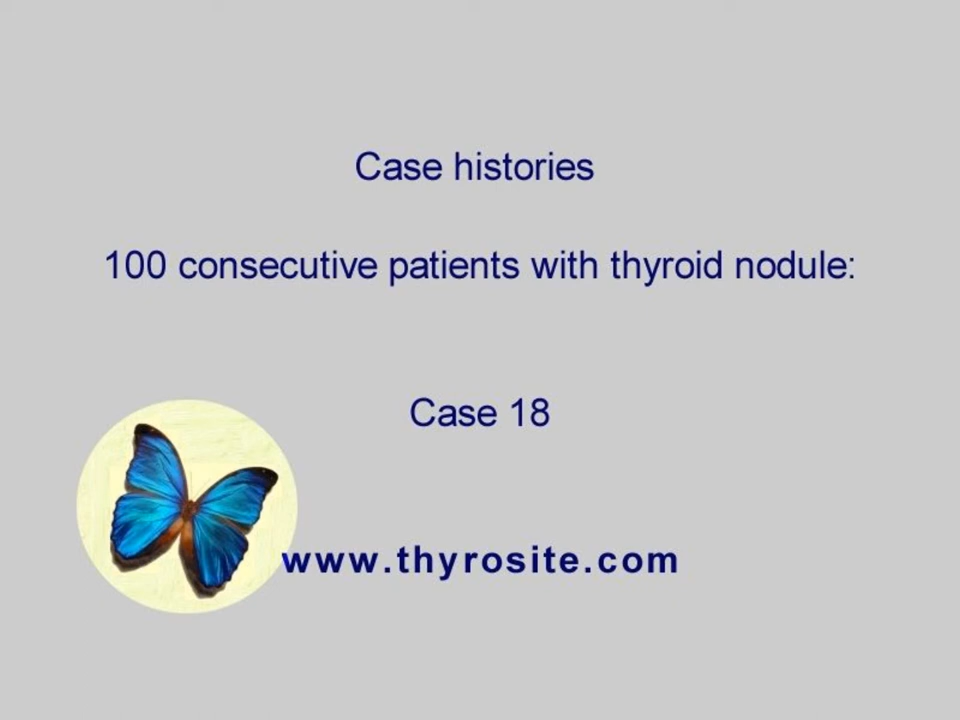 Case histories
100 consecutive patients with thyroid nodule:
Case 18
www.thyrosite.com